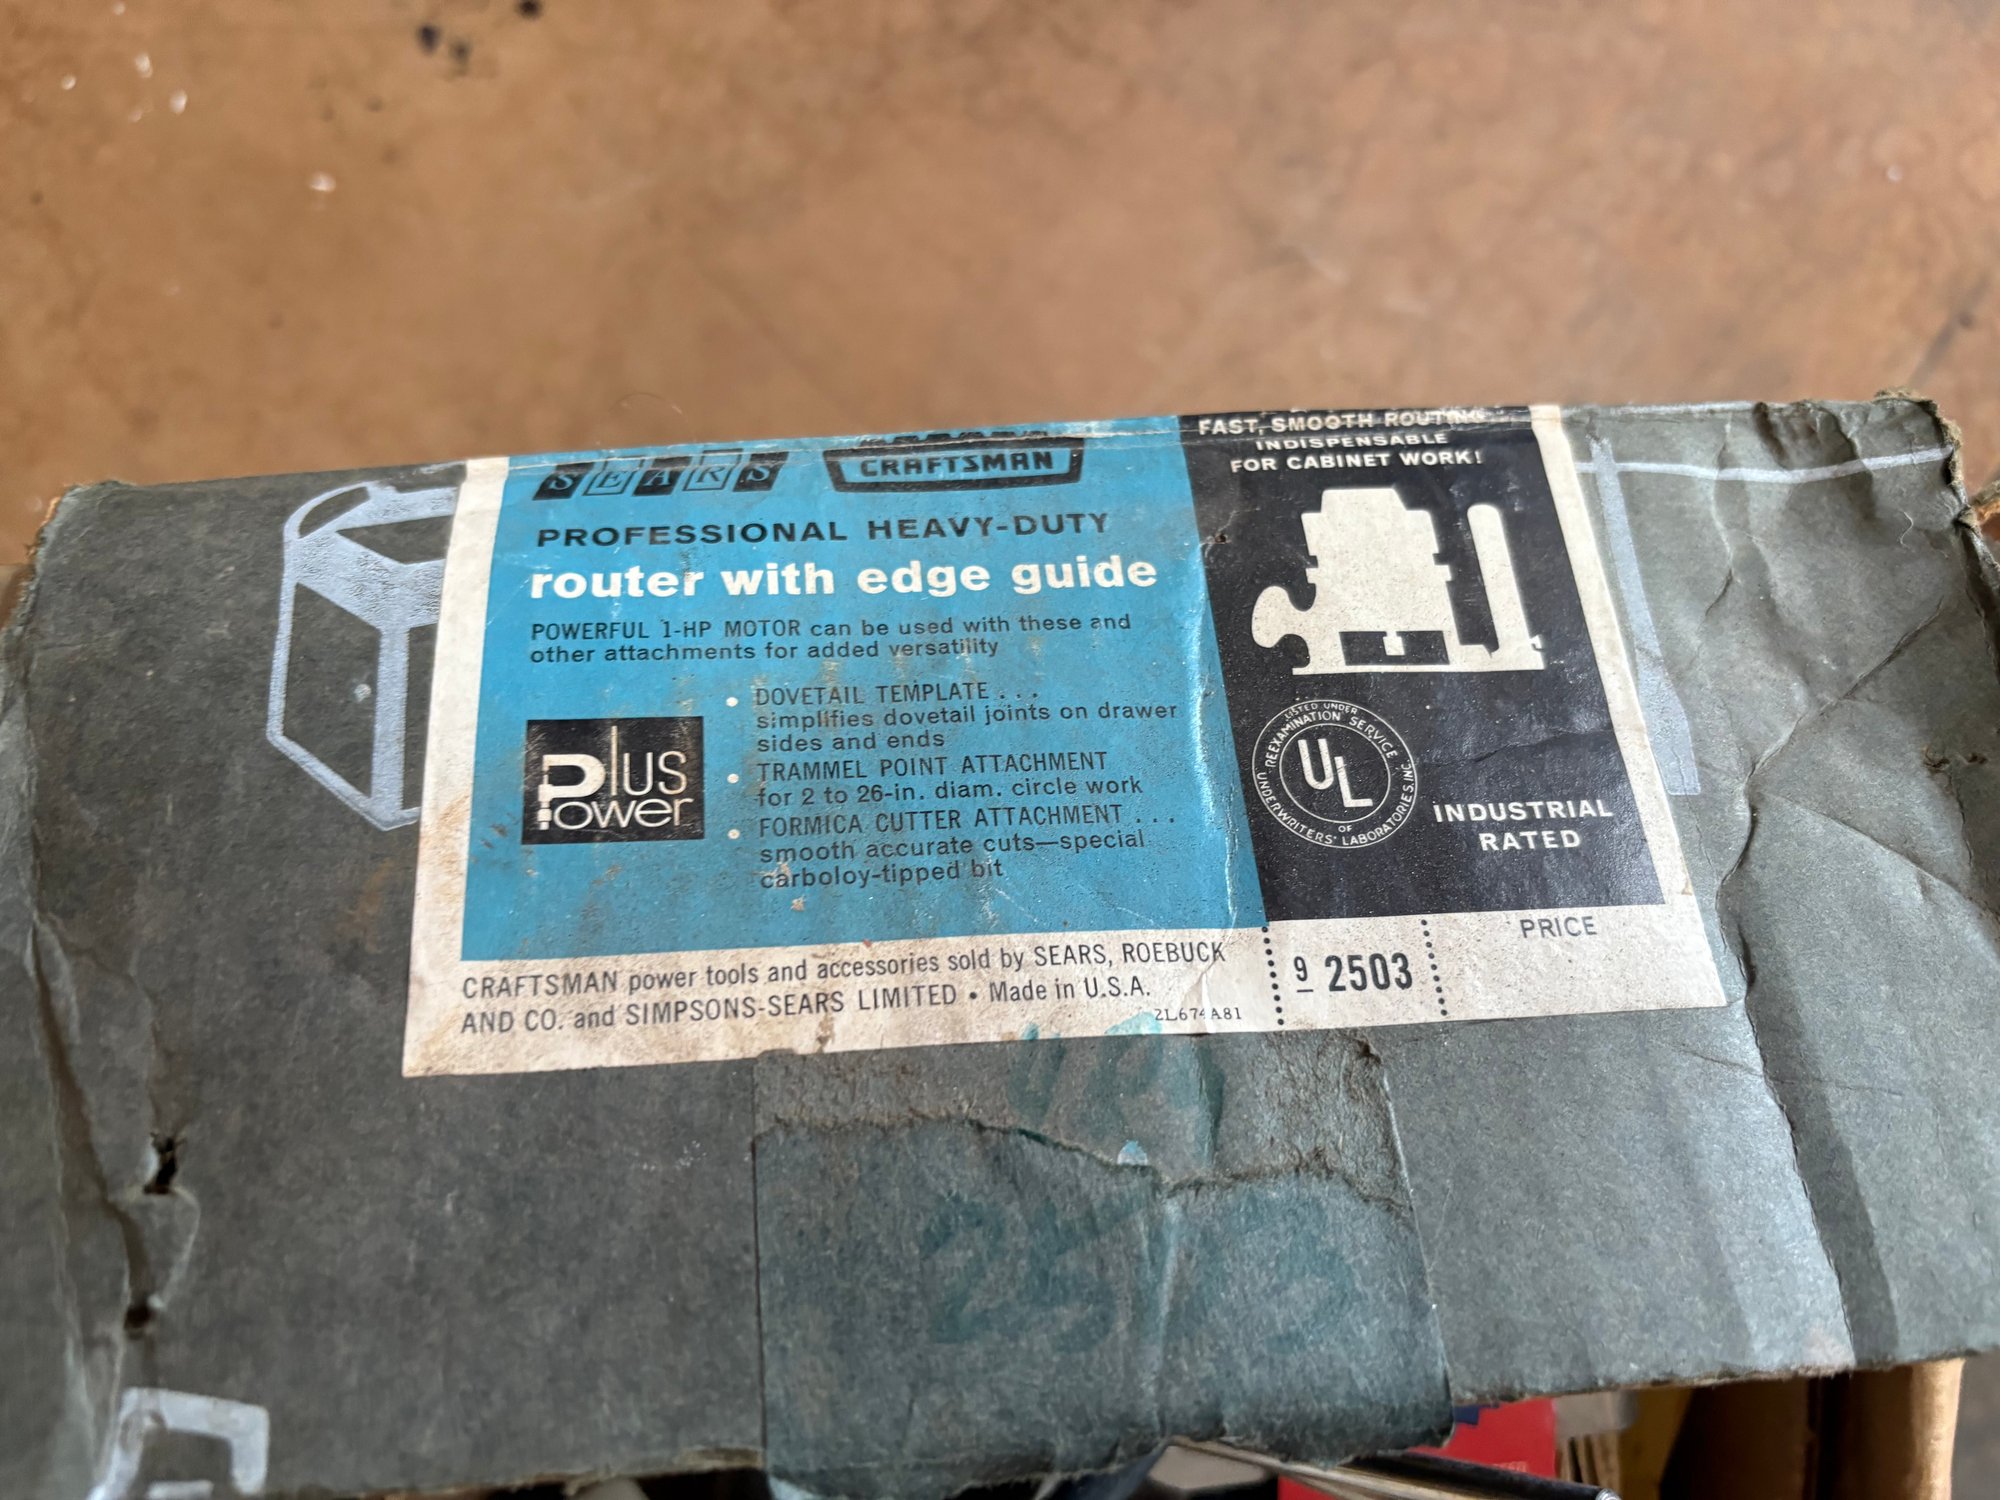 SEARS
CRAFTSMAN
PROFESSIONAL HEAVY-DUTY
router with edge guide
POWERFUL 1-HP MOTOR can be used with these and
other attachments for added versatility
Plus
Power
• DOVETAIL TEMPLATE . . .
simplifies dovetail joints on drawer
sides and ends
• TRAMMEL POINT ATTACHMENT
for 2 to 26-in. diam. circle work
• FORMICA CUTTER ATTACHMENT . . .
smooth accurate cuts—special
carboloy-tipped bit
FAST, SMOOTH ROUTING
INDISPENSABLE
FOR CABINET WORK!
LISTED UNDER
REEXAMINATION SERVICE
UL
OF
UNDERWRITERS' LABORATORIES, INC.
INDUSTRIAL
RATED
CRAFTSMAN power tools and accessories sold by SEARS, ROEBUCK
AND CO. and SIMPSONS-SEARS LIMITED • Made in U.S.A.
2L674A81
9 2503
PRICE